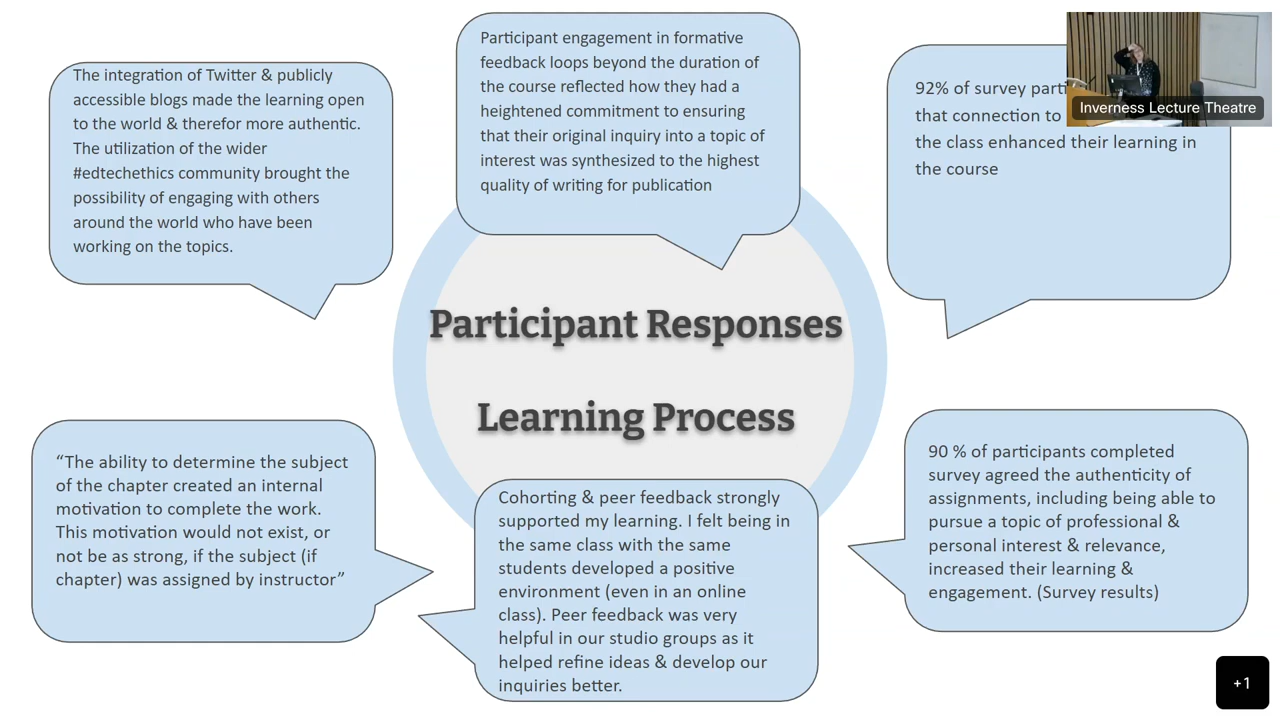 The integration of Twitter & publicly
accessible blogs made the learning open
to the world & therefor more authentic.
The utilization of the wider
#edtechethics community brought the
possibility of engaging with others
around the world who have been
working on the topics.
Participant engagement in formative
feedback loops beyond the duration of
the course reflected how they had a
heightened commitment to ensuring
that their original inquiry into a topic of
interest was synthesized to the highest
quality of writing for publication
92% of survey
that connection to
the class enhanced their learning in
the course
Inverness Lecture Theatre
Participant Responses
Learning Process
“The ability to determine the subject
of the chapter created an internal
motivation to complete the work.
This motivation would not exist, or
not be as strong, if the subject (if
chapter) was assigned by instructor”
Cohorting & peer feedback strongly
supported my learning. I felt being in
the same class with the same
students developed a positive
environment (even in an online
class). Peer feedback was very
helpful in our studio groups as it
helped refine ideas & develop our
inquiries better.
90 % of participants completed
survey agreed the authenticity of
assignments, including being able to
pursue a topic of professional &
personal interest & relevance,
increased their learning &
engagement. (Survey results)
+1